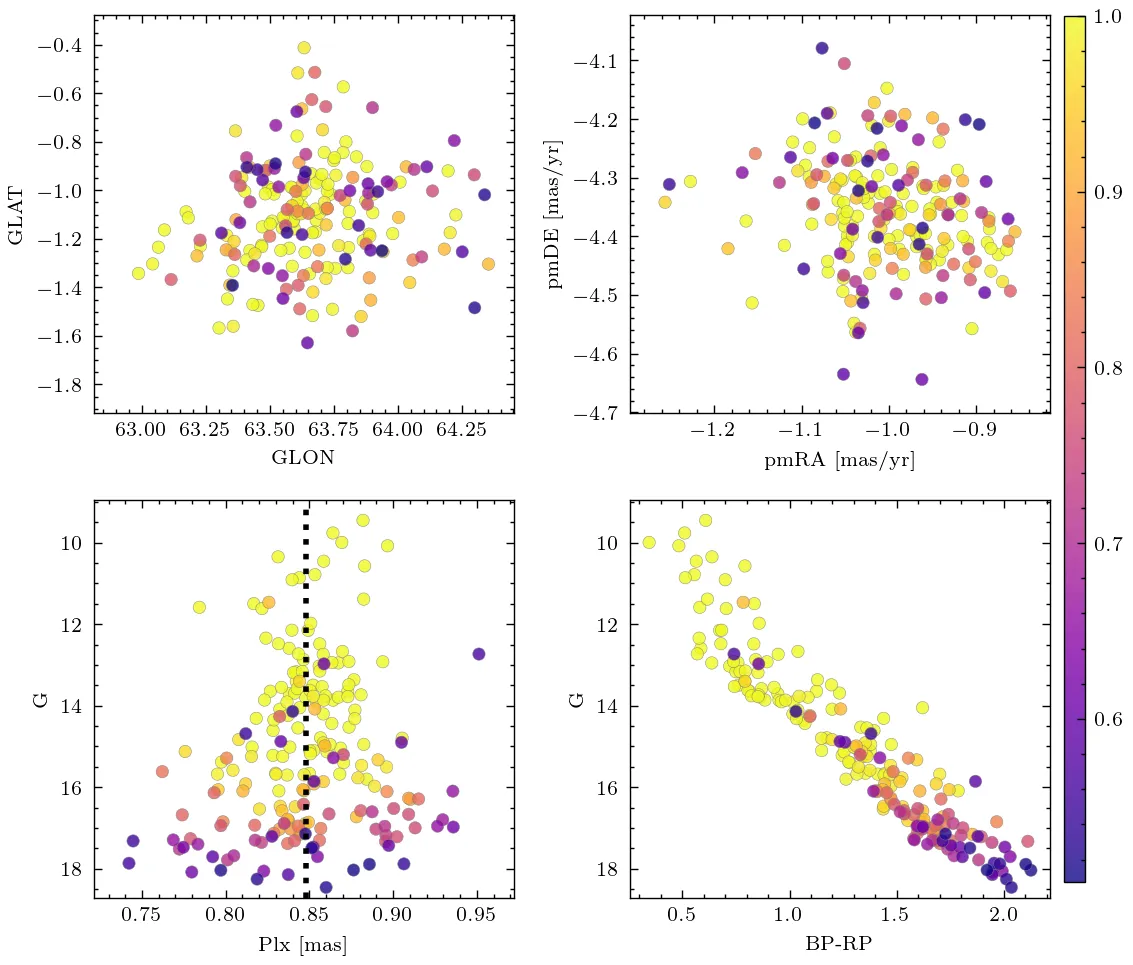 −0.4
−0.6
−0.8
−1.0
−1.2
−1.4
−1.6
−1.8
GLAT
63.00 63.25 63.50 63.75 64.00 64.25
GLON
−4.1
−4.2
−4.3
−4.4
−4.5
−4.6
−4.7
pmDE [mas/yr]
−1.2 −1.1 −1.0 −0.9
pmRA [mas/yr]
1.0
0.9
0.8
0.7
0.6
10
12
14
16
18
G
0.75 0.80 0.85 0.90 0.95
Plx [mas]
10
12
14
16
18
G
0.5 1.0 1.5 2.0
BP-RP